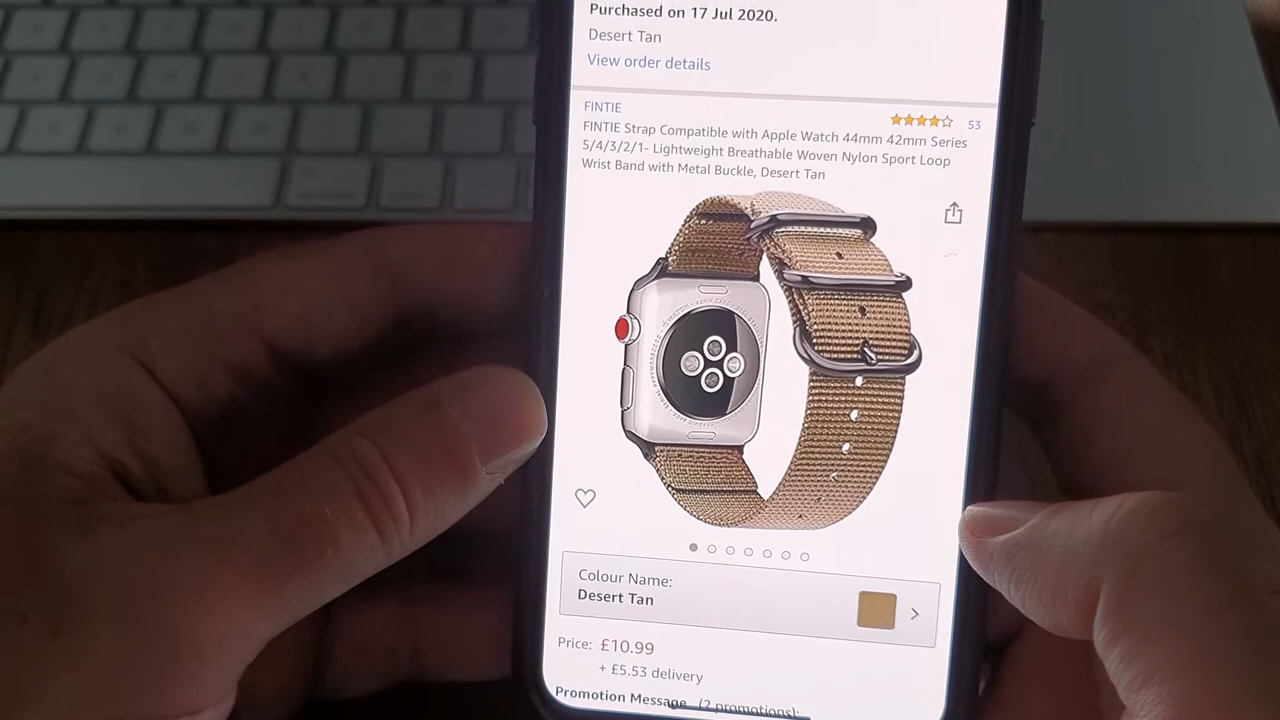 Purchased on 17 Jul 2020.
Desert Tan
View order details
FINTIE
53
FINTIE Strap Compatible with Apple Watch 44mm 42mm Series
5/4/3/2/1- Lightweight Breathable Woven Nylon Sport Loop
Wrist Band with Metal Buckle, Desert Tan
Colour Name:
Desert Tan
Price: £10.99
+ £5.53 delivery
Promotion Message (2 promotions):